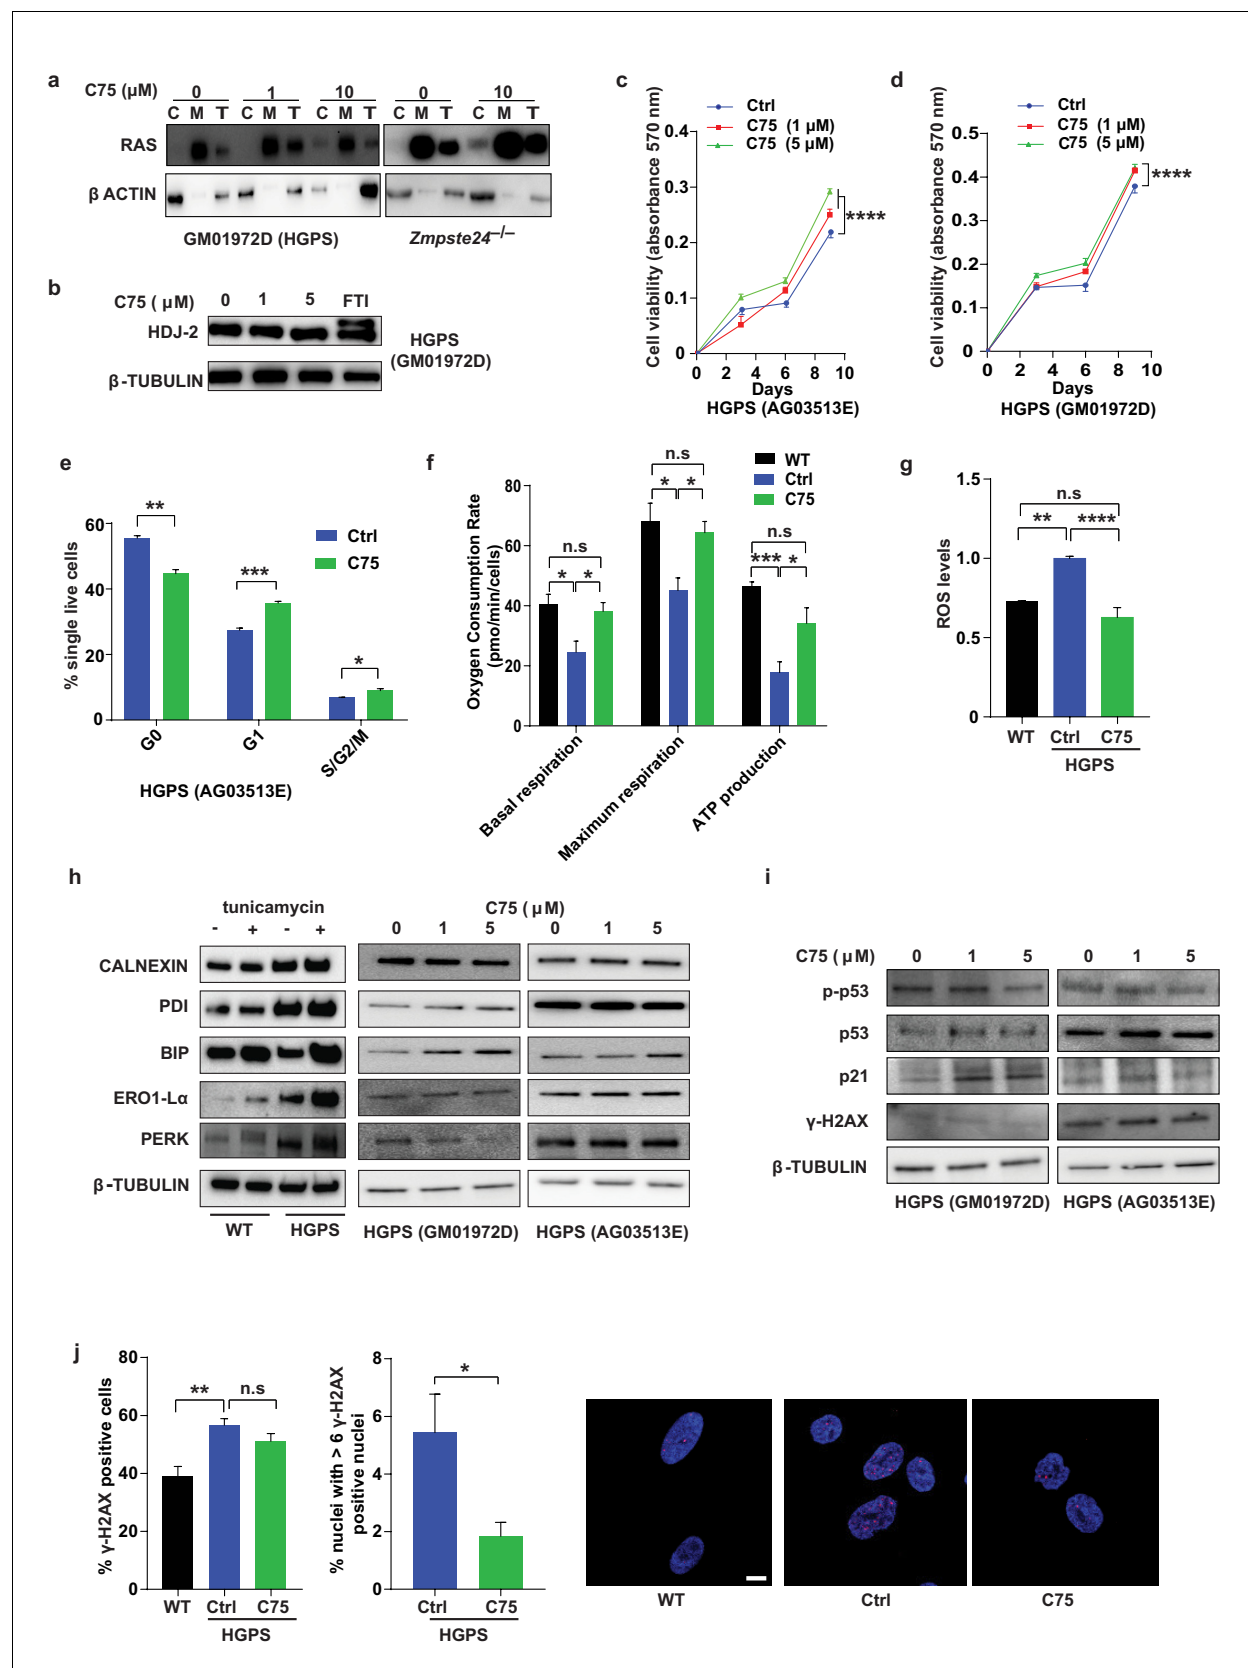 a
C75 (µM)
0 1 10 0 10
C M T C M T C M T C M T C M T
RAS
β ACTIN
GM01972D (HGPS)
Zmpste24–/–
b
C75 ( µM)
0 1 5 FTI
HDJ-2
β-TUBULIN
HGPS
(GM01972D)
c
Ctrl
C75 (1 µM)
C75 (5 µM)
Cell viability (absorbance 570 nm)
0.4
0.3
0.2
0.1
0
****
0 2 4 6 8 10
Days
HGPS (AG03513E)
d
Ctrl
C75 (1 µM)
C75 (5 µM)
Cell viability (absorbance 570 nm)
0.5
0.4
0.3
0.2
0.1
0
****
0 2 4 6 8 10
Days
HGPS (GM01972D)
e
% single live cells
60
40
20
0
**
***
*
Ctrl
C75
G0
G1
S/G2/M
HGPS (AG03513E)
f
Oxygen Consumption Rate
(pmo/min/cells)
80
60
40
20
0
n.s
* *
n.s
* *
n.s
*** *
WT
Ctrl
C75
Basal respiration
Maximum respiration
ATP production
g
ROS levels
1.5
1.0
0.5
0
n.s
** ****
WT Ctrl C75
HGPS
h
tunicamycin
- + - +
C75 ( µM)
0 1 5 0 1 5
CALNEXIN
PDI
BIP
ERO1-Lα
PERK
β-TUBULIN
WT HGPS HGPS (GM01972D) HGPS (AG03513E)
i
C75 ( µM)
0 1 5 0 1 5
p-p53
p53
p21
γ-H2AX
β-TUBULIN
HGPS (GM01972D) HGPS (AG03513E)
j
% γ-H2AX positive cells
80
60
40
20
0
** n.s
WT Ctrl C75
HGPS
% nuclei with > 6 γ-H2AX
positive nuclei
8
6
4
2
0
*
Ctrl C75
HGPS
WT Ctrl C75